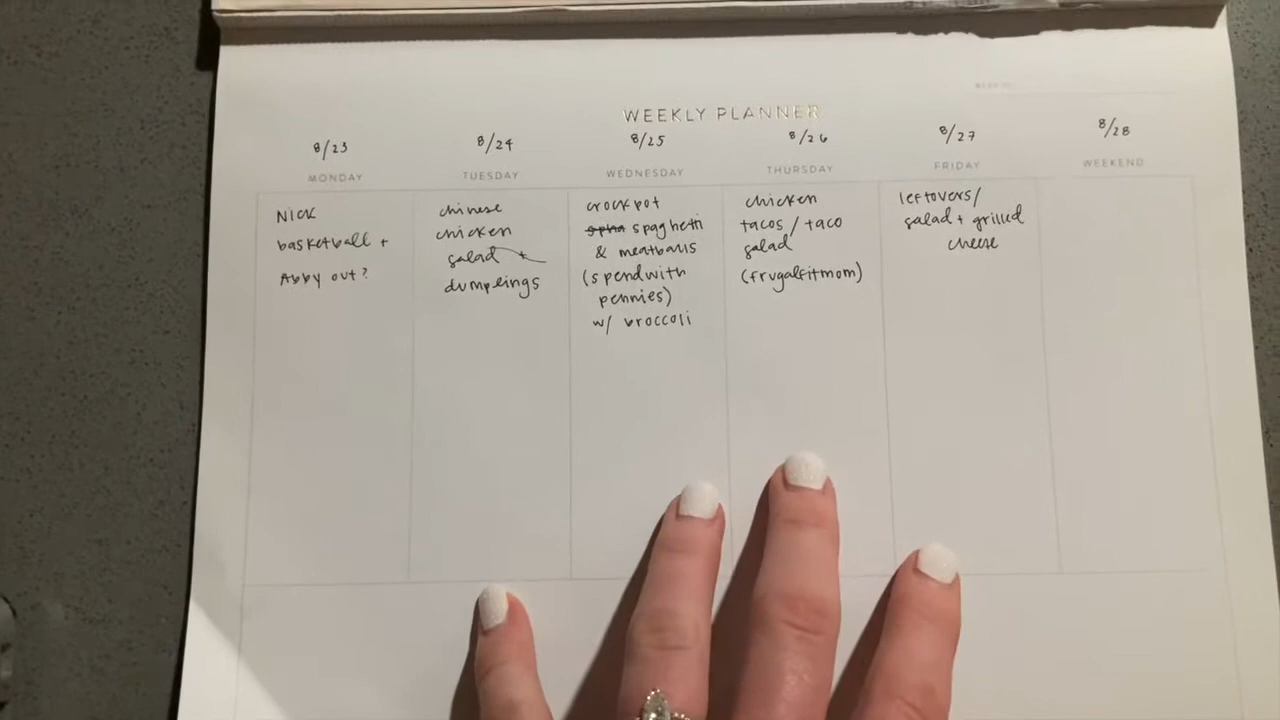 WEEKLY PLANNER
8/23
MONDAY
Nick
basketball +
Abby out?
8/24
TUESDAY
chinese
chicken
salad +
dumplings
8/25
WEDNESDAY
crockpot
spaghetti
& meatballs
(spendwith
pennies)
w/ broccoli
8/26
THURSDAY
chicken
tacos / taco
salad
(frugalfitmom)
8/27
FRIDAY
leftovers/
salad + grilled
cheese
8/28
WEEKEND